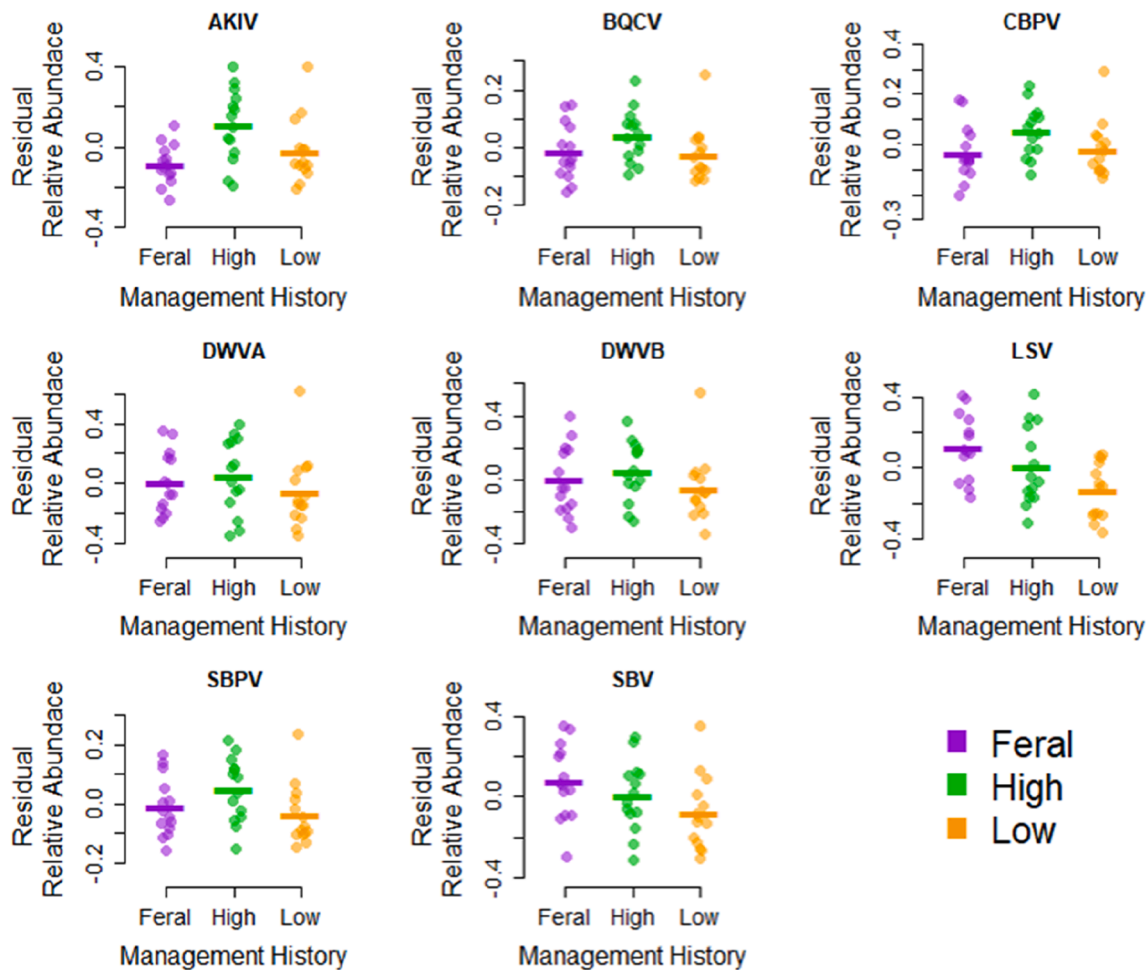 AKIV
Residual
Relative Abundace
0.4
0.0
-0.4
Feral High Low
Management History
BQCV
Residual
Relative Abundace
0.2
0.0
-0.2
Feral High Low
Management History
CBPV
Residual
Relative Abundace
0.4
0.0
-0.3
Feral High Low
Management History
DWVA
Residual
Relative Abundace
0.4
0.0
-0.4
Feral High Low
Management History
DWVB
Residual
Relative Abundace
0.4
0.0
-0.4
Feral High Low
Management History
LSV
Residual
Relative Abundace
0.4
0.0
-0.4
Feral High Low
Management History
SBPV
Residual
Relative Abundace
0.2
0.0
-0.2
Feral High Low
Management History
SBV
Residual
Relative Abundace
0.4
0.0
-0.4
Feral High Low
Management History
Feral
High
Low